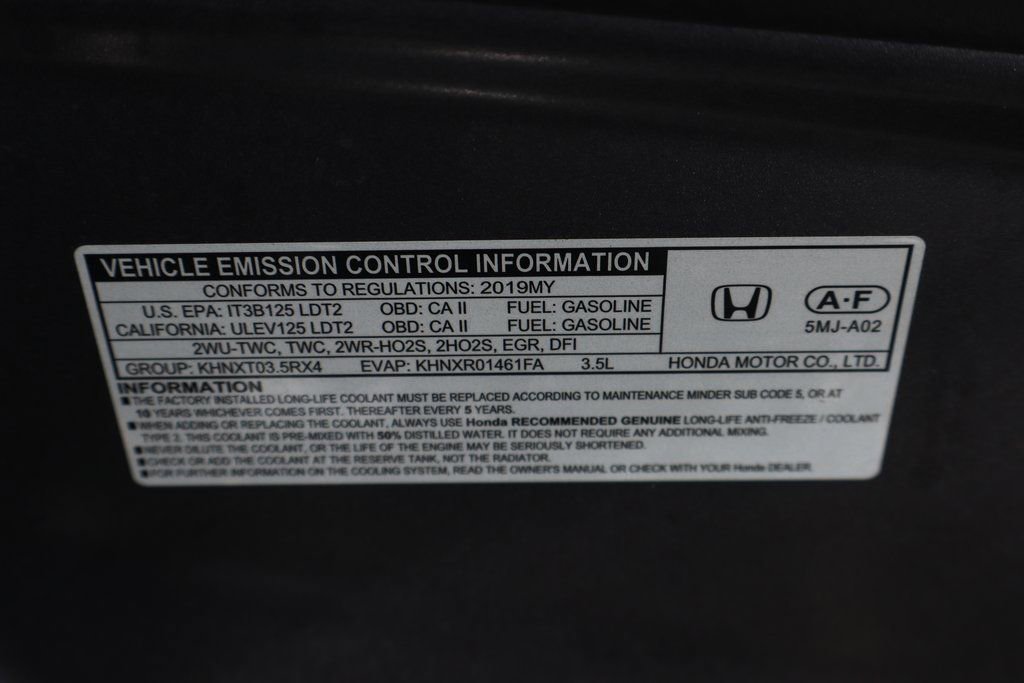 VEHICLE EMISSION CONTROL INFORMATION
CONFORMS TO REGULATIONS: 2019MY
U.S. EPA: IT3B125 LDT2 OBD: CA II FUEL: GASOLINE
CALIFORNIA: ULEV125 LDT2 OBD: CA II FUEL: GASOLINE
2WU-TWC, TWC, 2WR-HO2S, 2HO2S, EGR, DFI
GROUP: KHNXT03.5RX4 EVAP: KHNXR01461FA 3.5L
A·F
5MJ-A02
HONDA MOTOR CO., LTD.
INFORMATION
■THE FACTORY INSTALLED LONG-LIFE COOLANT MUST BE REPLACED ACCORDING TO MAINTENANCE MINDER SUB CODE 5, OR AT
10 YEARS WHICHEVER COMES FIRST. THEREAFTER EVERY 5 YEARS.
■WHEN ADDING OR REPLACING THE COOLANT, ALWAYS USE Honda RECOMMENDED GENUINE LONG-LIFE ANTI-FREEZE / COOLANT
TYPE 2. THIS COOLANT IS PRE-MIXED WITH 50% DISTILLED WATER. IT DOES NOT REQUIRE ANY ADDITIONAL MIXING.
■NEVER DILUTE THE COOLANT, OR THE LIFE OF THE ENGINE MAY BE SERIOUSLY SHORTENED.
■CHECK OR ADD THE COOLANT AT THE RESERVE TANK, NOT THE RADIATOR.
■FOR FURTHER INFORMATION ON THE COOLING SYSTEM, READ THE OWNER'S MANUAL OR CHECK WITH YOUR Honda DEALER.